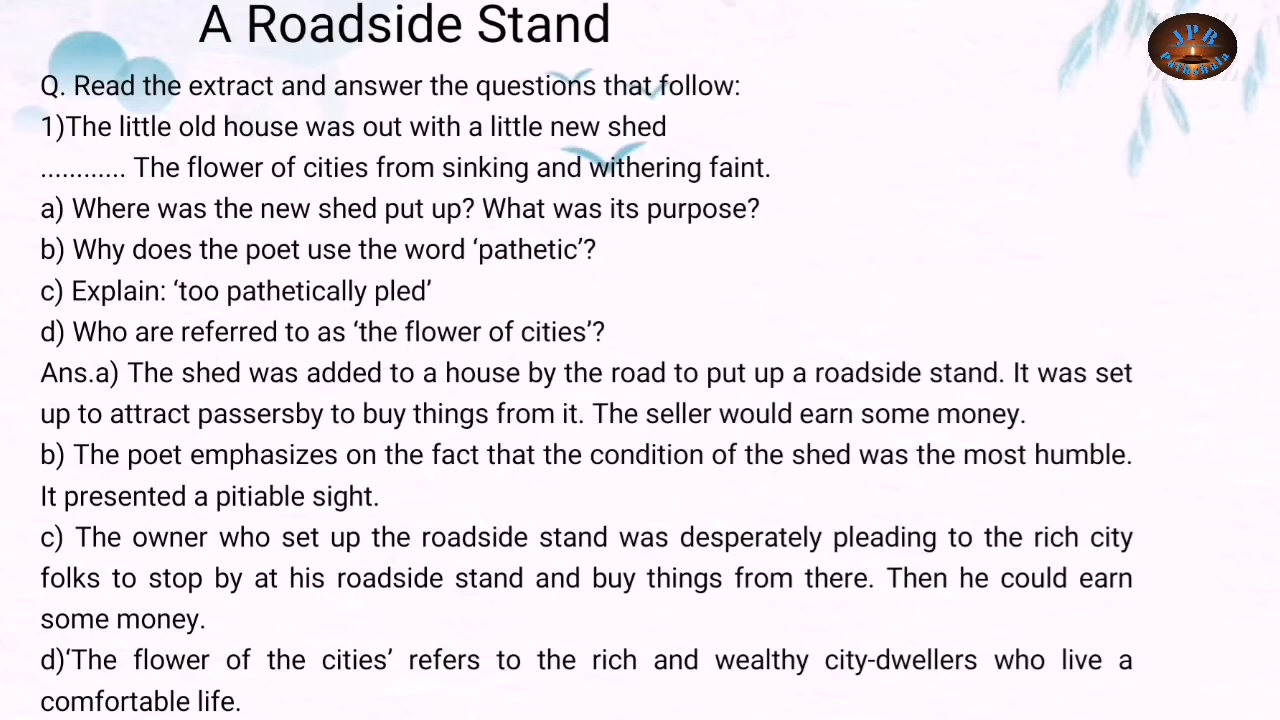 A Roadside Stand
JPB
Pathshala
Q. Read the extract and answer the questions that follow:
1)The little old house was out with a little new shed
............ The flower of cities from sinking and withering faint.
a) Where was the new shed put up? What was its purpose?
b) Why does the poet use the word ‘pathetic’?
c) Explain: ‘too pathetically pled’
d) Who are referred to as ‘the flower of cities’?
Ans.a) The shed was added to a house by the road to put up a roadside stand. It was set
up to attract passersby to buy things from it. The seller would earn some money.
b) The poet emphasizes on the fact that the condition of the shed was the most humble.
It presented a pitiable sight.
c) The owner who set up the roadside stand was desperately pleading to the rich city
folks to stop by at his roadside stand and buy things from there. Then he could earn
some money.
d)‘The flower of the cities’ refers to the rich and wealthy city-dwellers who live a
comfortable life.